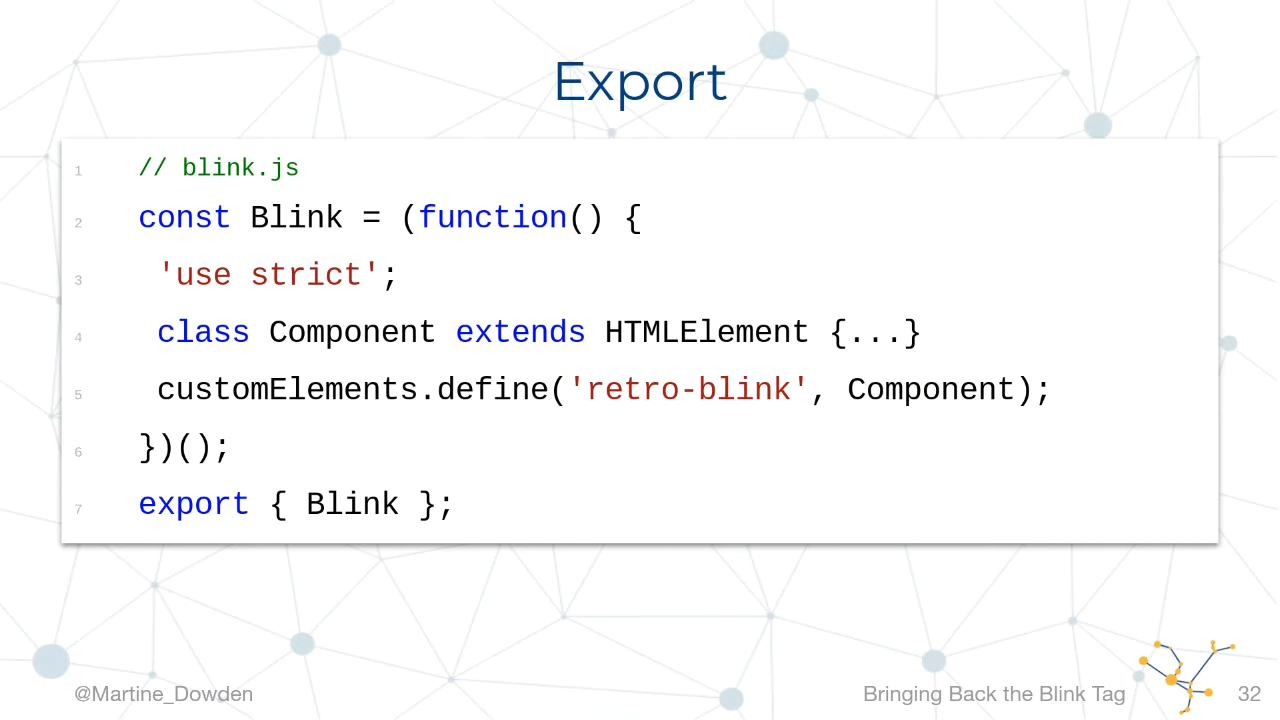 Export
1 // blink.js
2 const Blink = (function() {
3 'use strict';
4 class Component extends HTMLElement {...}
5 customElements.define('retro-blink', Component);
6 })();
7 export { Blink };
@Martine_Dowden
Bringing Back the Blink Tag
32